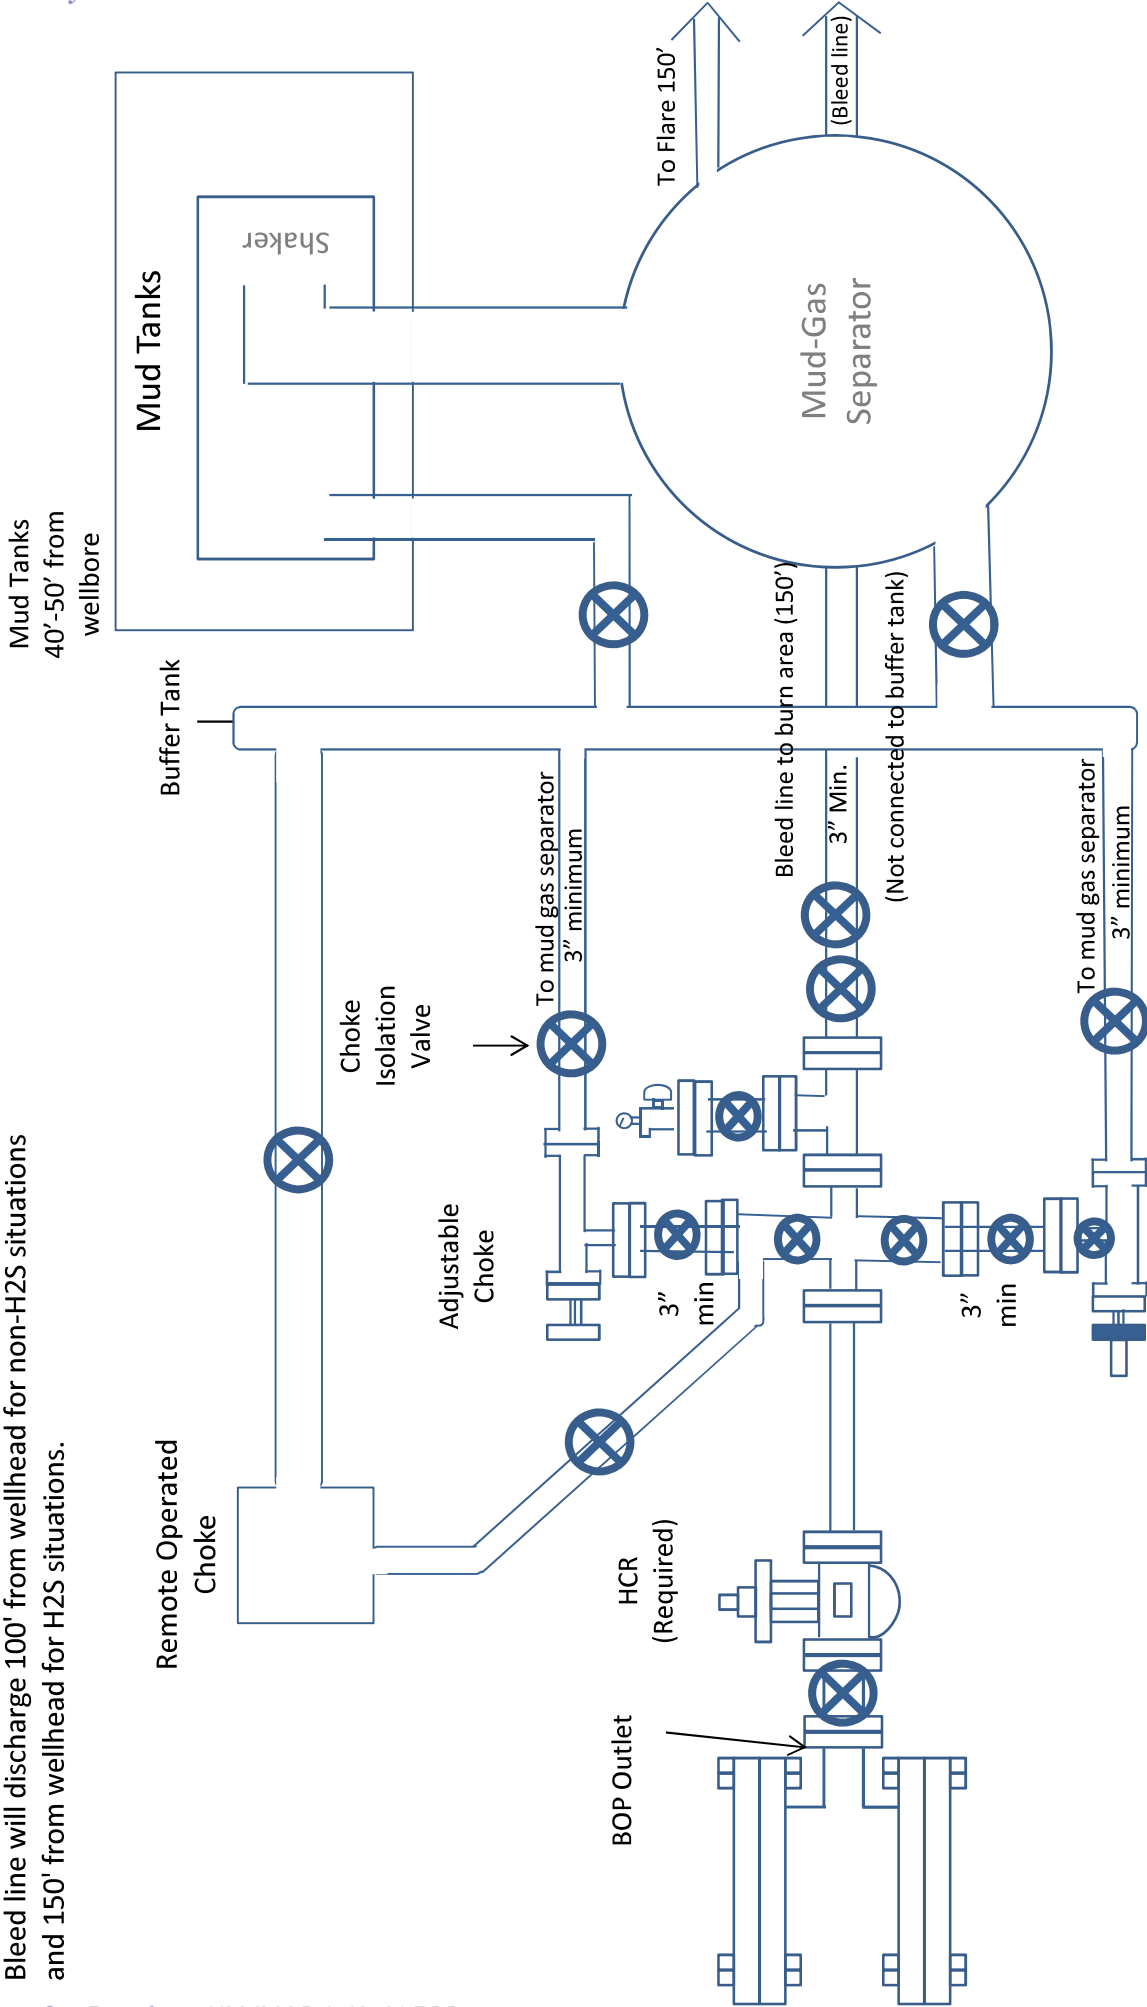 Bleed line will discharge 100' from wellhead for non-H2S situations
and 150' from wellhead for H2S situations.
Mud Tanks
40’-50’ from
wellbore
Mud Tanks
Shaker
Buffer Tank
Remote Operated
Choke
Choke
Isolation
Valve
Adjustable
Choke
To mud gas separator
3” minimum
BOP Outlet
HCR
(Required)
3”
min
To Flare 150’
(Bleed line)
Mud-Gas
Separator
Bleed line to burn area (150’)
3” Min.
(Not connected to buffer tank)
3”
min
To mud gas separator
3” minimum